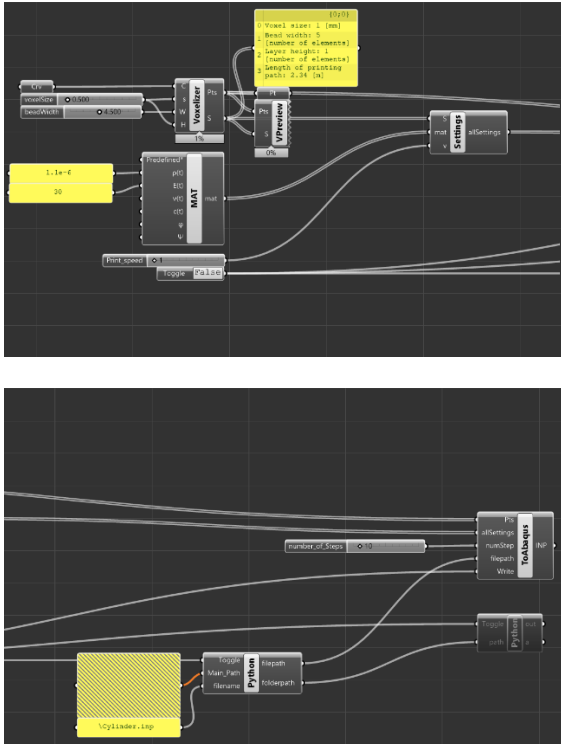 {0;0}
0 Voxel size: 1 [mm]
1 Bead width: 5
[number of elements]
2 Layer height: 1
[number of elements]
3 Length of printing
path: 2.34 [m]
Crs
voxelSize 0.500
beadWidth 4.500
C
s
W
H
Voxelizer
Pts
S
1%
Pt
Pts
S
VPreview
0%
S
mat
v
Settings
allSettings
1.1e-6
30
Predefined*
ρ(t)
E(t)
ν(t)
c(t)
φ
ψ
MAT
mat
Print_speed 1
Toggle False
number_of_Steps 10
Pts
allSettings
numStep
filepath
Write
ToAbaqus
INP
Toggle
path
Python
out
a
Toggle
Main_Path
filename
Python
filepath
folderpath
\Cylinder.inp